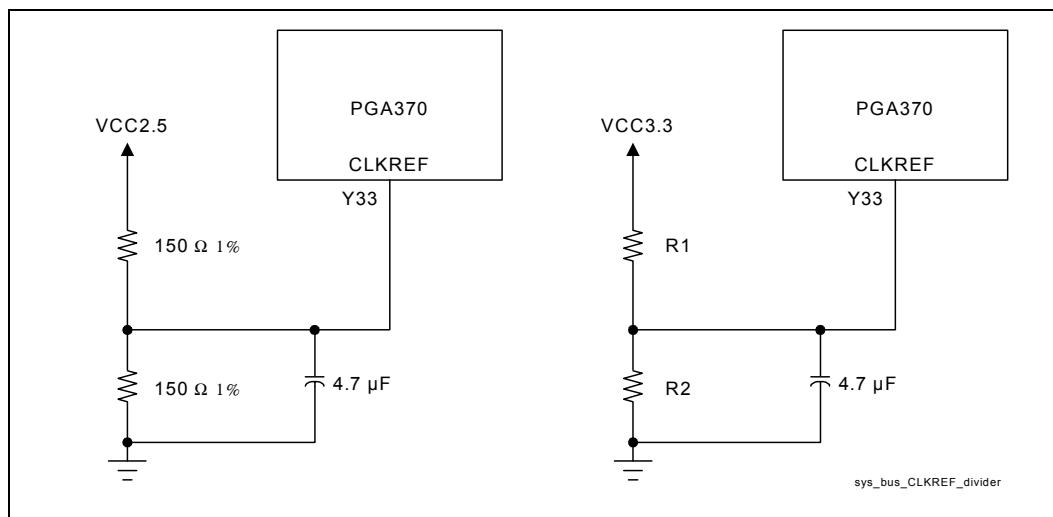 PGA370
VCC2.5
CLKREF
Y33
150 Ω 1%
150 Ω 1%
4.7 µF
PGA370
VCC3.3
CLKREF
Y33
R1
R2
4.7 µF
sys_bus_CLKREF_divider